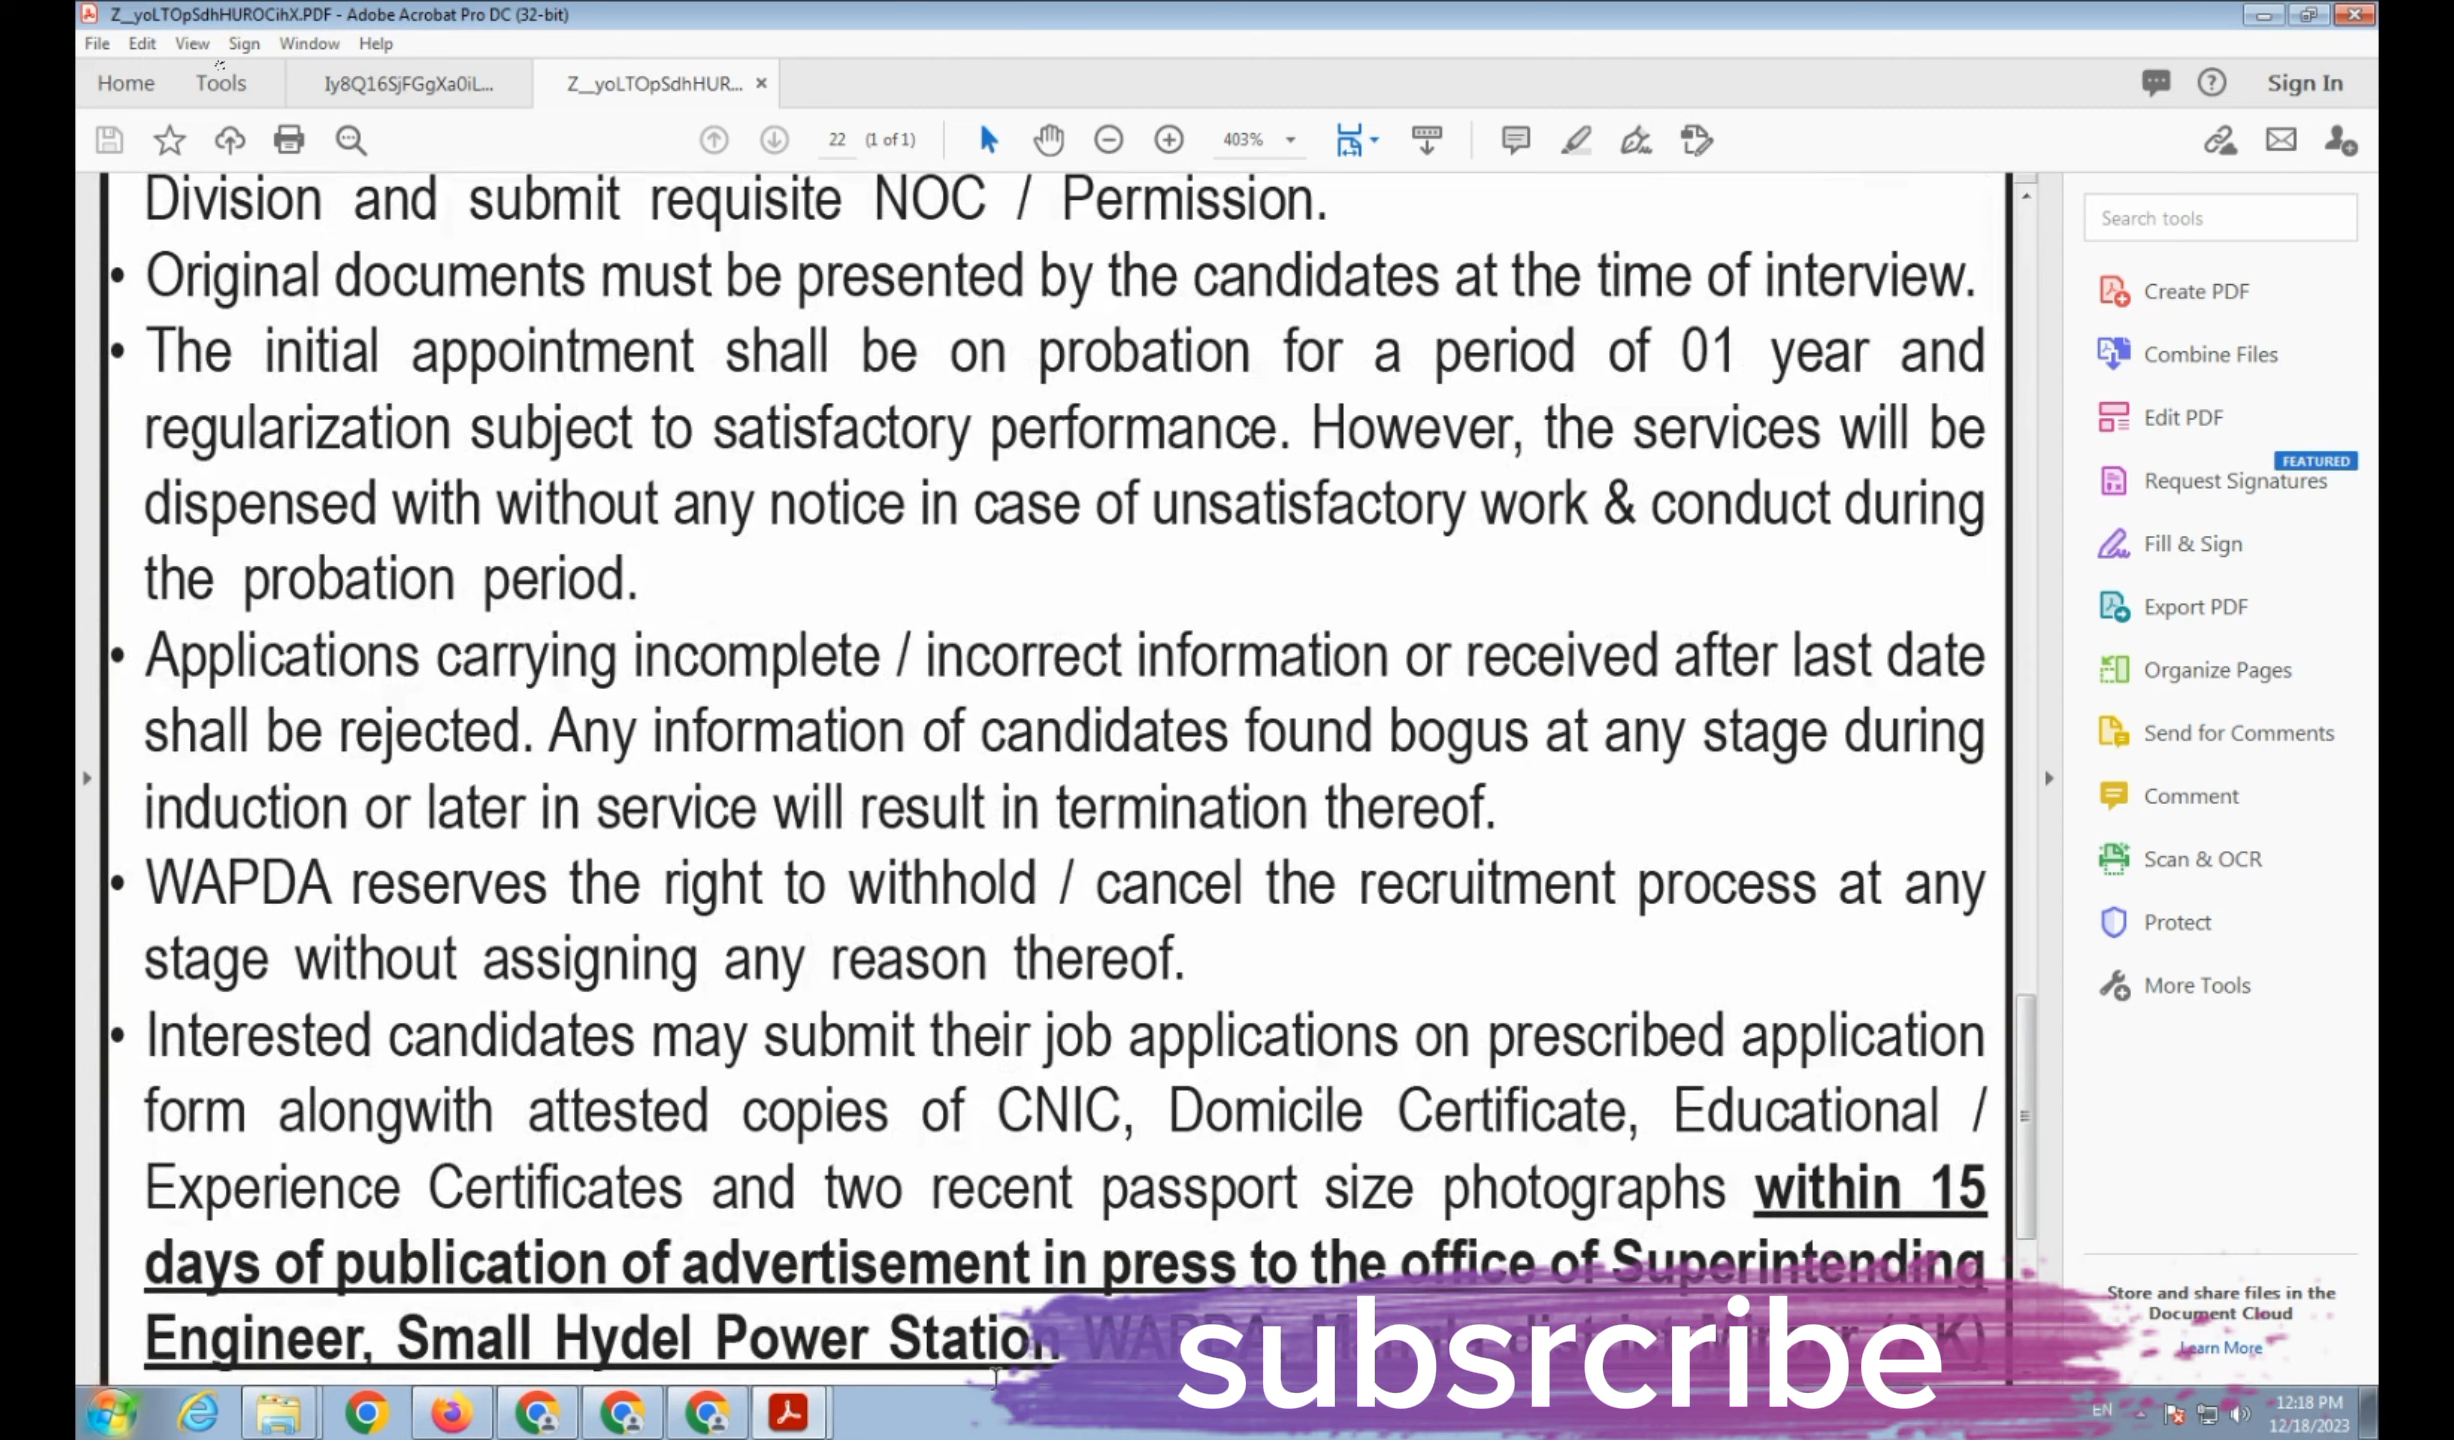 Z__yoLTOpSdhHUROCihX.PDF - Adobe Acrobat Pro DC (32-bit)
File Edit View Sign Window Help
Home Tools Iy8Q16SjFGgXa0iL... Z__yoLTOpSdhHUR... × Sign In
22 (1 of 1) 403%
Division and submit requisite NOC / Permission.
• Original documents must be presented by the candidates at the time of interview.
• The initial appointment shall be on probation for a period of 01 year and
regularization subject to satisfactory performance. However, the services will be
dispensed with without any notice in case of unsatisfactory work & conduct during
the probation period.
• Applications carrying incomplete / incorrect information or received after last date
shall be rejected. Any information of candidates found bogus at any stage during
induction or later in service will result in termination thereof.
• WAPDA reserves the right to withhold / cancel the recruitment process at any
stage without assigning any reason thereof.
• Interested candidates may submit their job applications on prescribed application
form alongwith attested copies of CNIC, Domicile Certificate, Educational /
Experience Certificates and two recent passport size photographs within 15
days of publication of advertisement in press to the office of Superintending
Engineer, Small Hydel Power Station WAPDA,
subsrcribe
Search tools
Create PDF
Combine Files
Edit PDF
FEATURED
Request Signatures
Fill & Sign
Export PDF
Organize Pages
Send for Comments
Comment
Scan & OCR
Protect
More Tools
Store and share files in the
Document Cloud
Learn More
EN
12:18 PM
12/18/2023